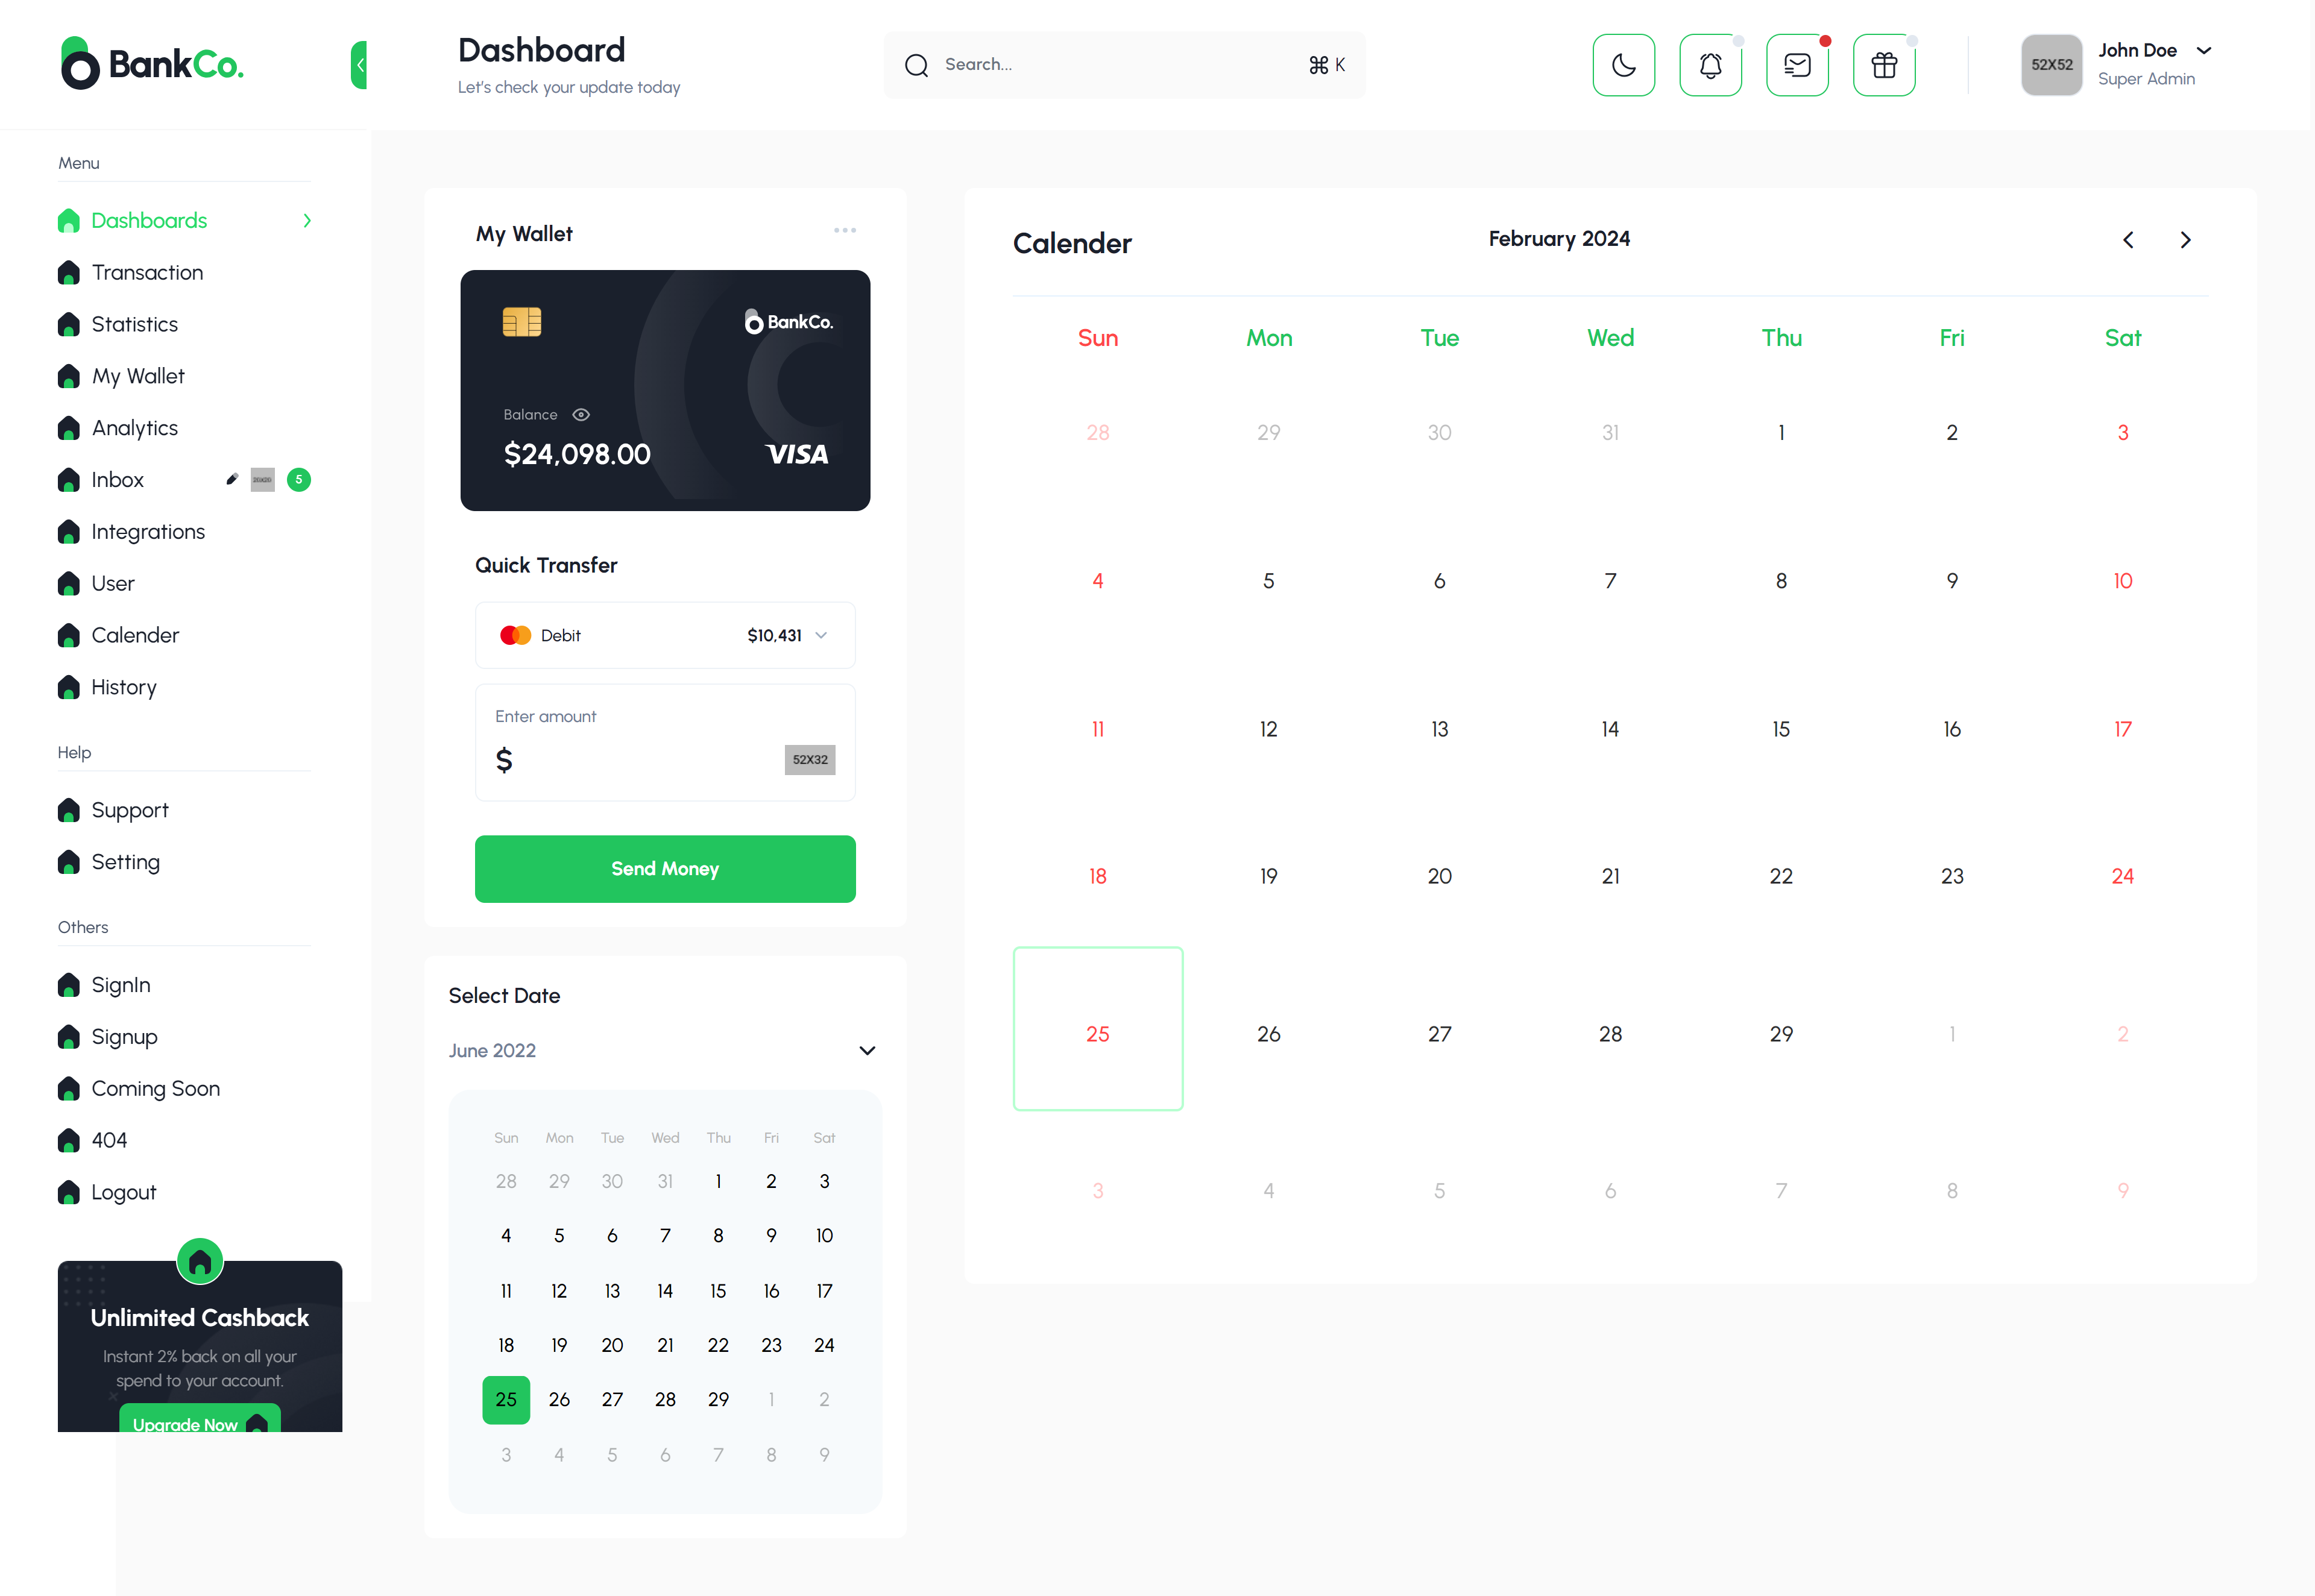 BankCo.
Dashboard
Let's check your update today
Search...
⌘ K
52X52
John Doe
Super Admin
Menu
Dashboards
Transaction
Statistics
My Wallet
Analytics
Inbox
20X20
5
Integrations
User
Calender
History
Help
Support
Setting
Others
SignIn
Signup
Coming Soon
404
Logout
Unlimited Cashback
Instant 2% back on all your
spend to your account.
Upgrade Now
My Wallet
BankCo.
Balance
$24,098.00
VISA
Quick Transfer
Debit $10,431
Enter amount
$
52X32
Send Money
Select Date
June 2022
Sun Mon Tue Wed Thu Fri Sat
28 29 30 31 1 2 3
4 5 6 7 8 9 10
11 12 13 14 15 16 17
18 19 20 21 22 23 24
25 26 27 28 29 1 2
3 4 5 6 7 8 9
Calender
February 2024
Sun Mon Tue Wed Thu Fri Sat
28 29 30 31 1 2 3
4 5 6 7 8 9 10
11 12 13 14 15 16 17
18 19 20 21 22 23 24
25 26 27 28 29 1 2
3 4 5 6 7 8 9